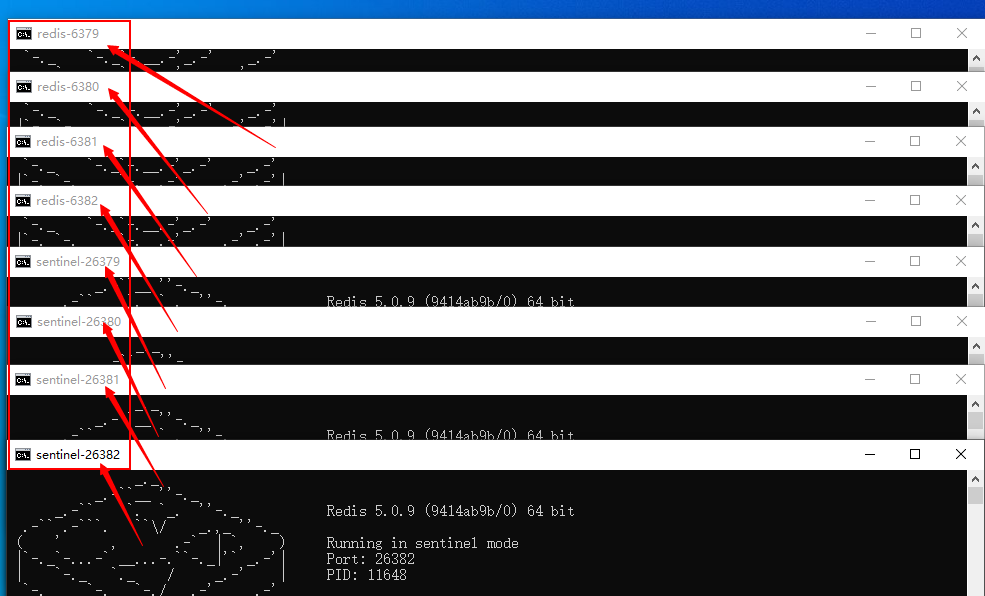 redis-6379
redis-6380
redis-6381
redis-6382
sentinel-26379
Redis 5.0.9 (9414ab9b/0) 64 bit
sentinel-26380
sentinel-26381
Redis 5.0.9 (9414ab9b/0) 64 bit
sentinel-26382
Redis 5.0.9 (9414ab9b/0) 64 bit
Running in sentinel mode
Port: 26382
PID: 11648